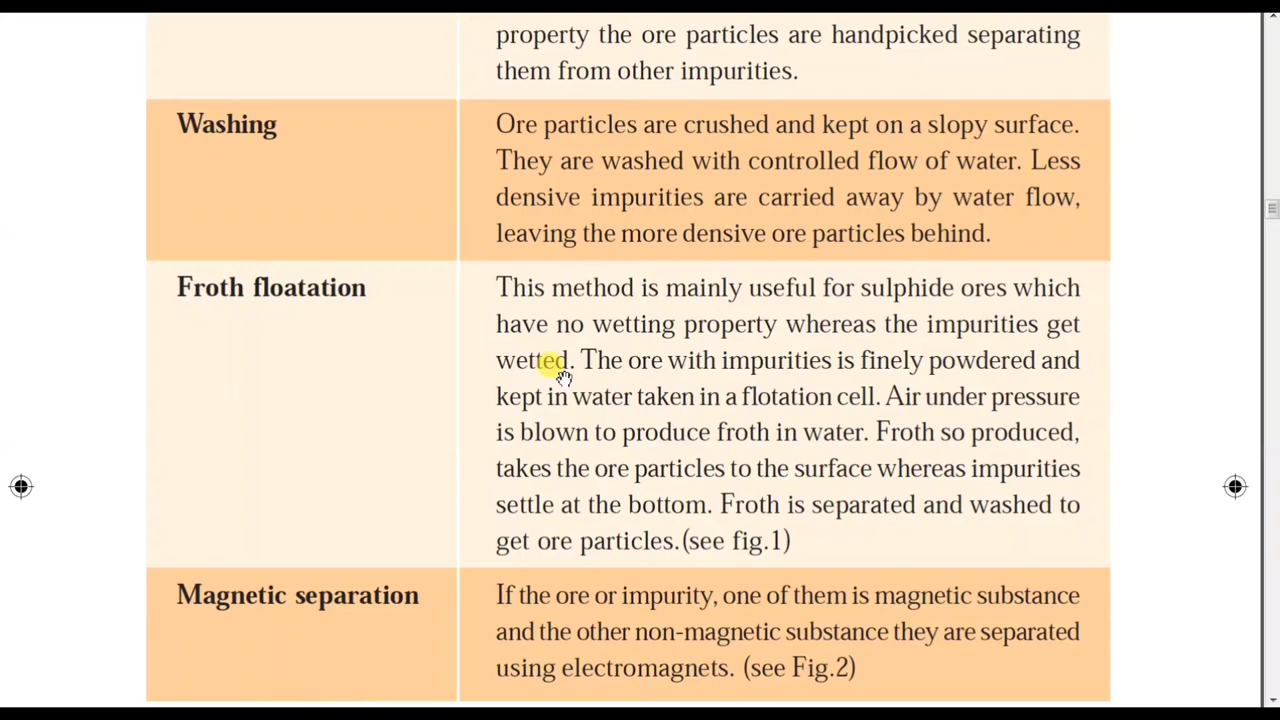 property the ore particles are handpicked separating
them from other impurities.
Washing
Ore particles are crushed and kept on a slopy surface.
They are washed with controlled flow of water. Less
densive impurities are carried away by water flow,
leaving the more densive ore particles behind.
Froth floatation
This method is mainly useful for sulphide ores which
have no wetting property whereas the impurities get
wetted. The ore with impurities is finely powdered and
kept in water taken in a flotation cell. Air under pressure
is blown to produce froth in water. Froth so produced,
takes the ore particles to the surface whereas impurities
settle at the bottom. Froth is separated and washed to
get ore particles.(see fig.1)
Magnetic separation
If the ore or impurity, one of them is magnetic substance
and the other non-magnetic substance they are separated
using electromagnets. (see Fig.2)